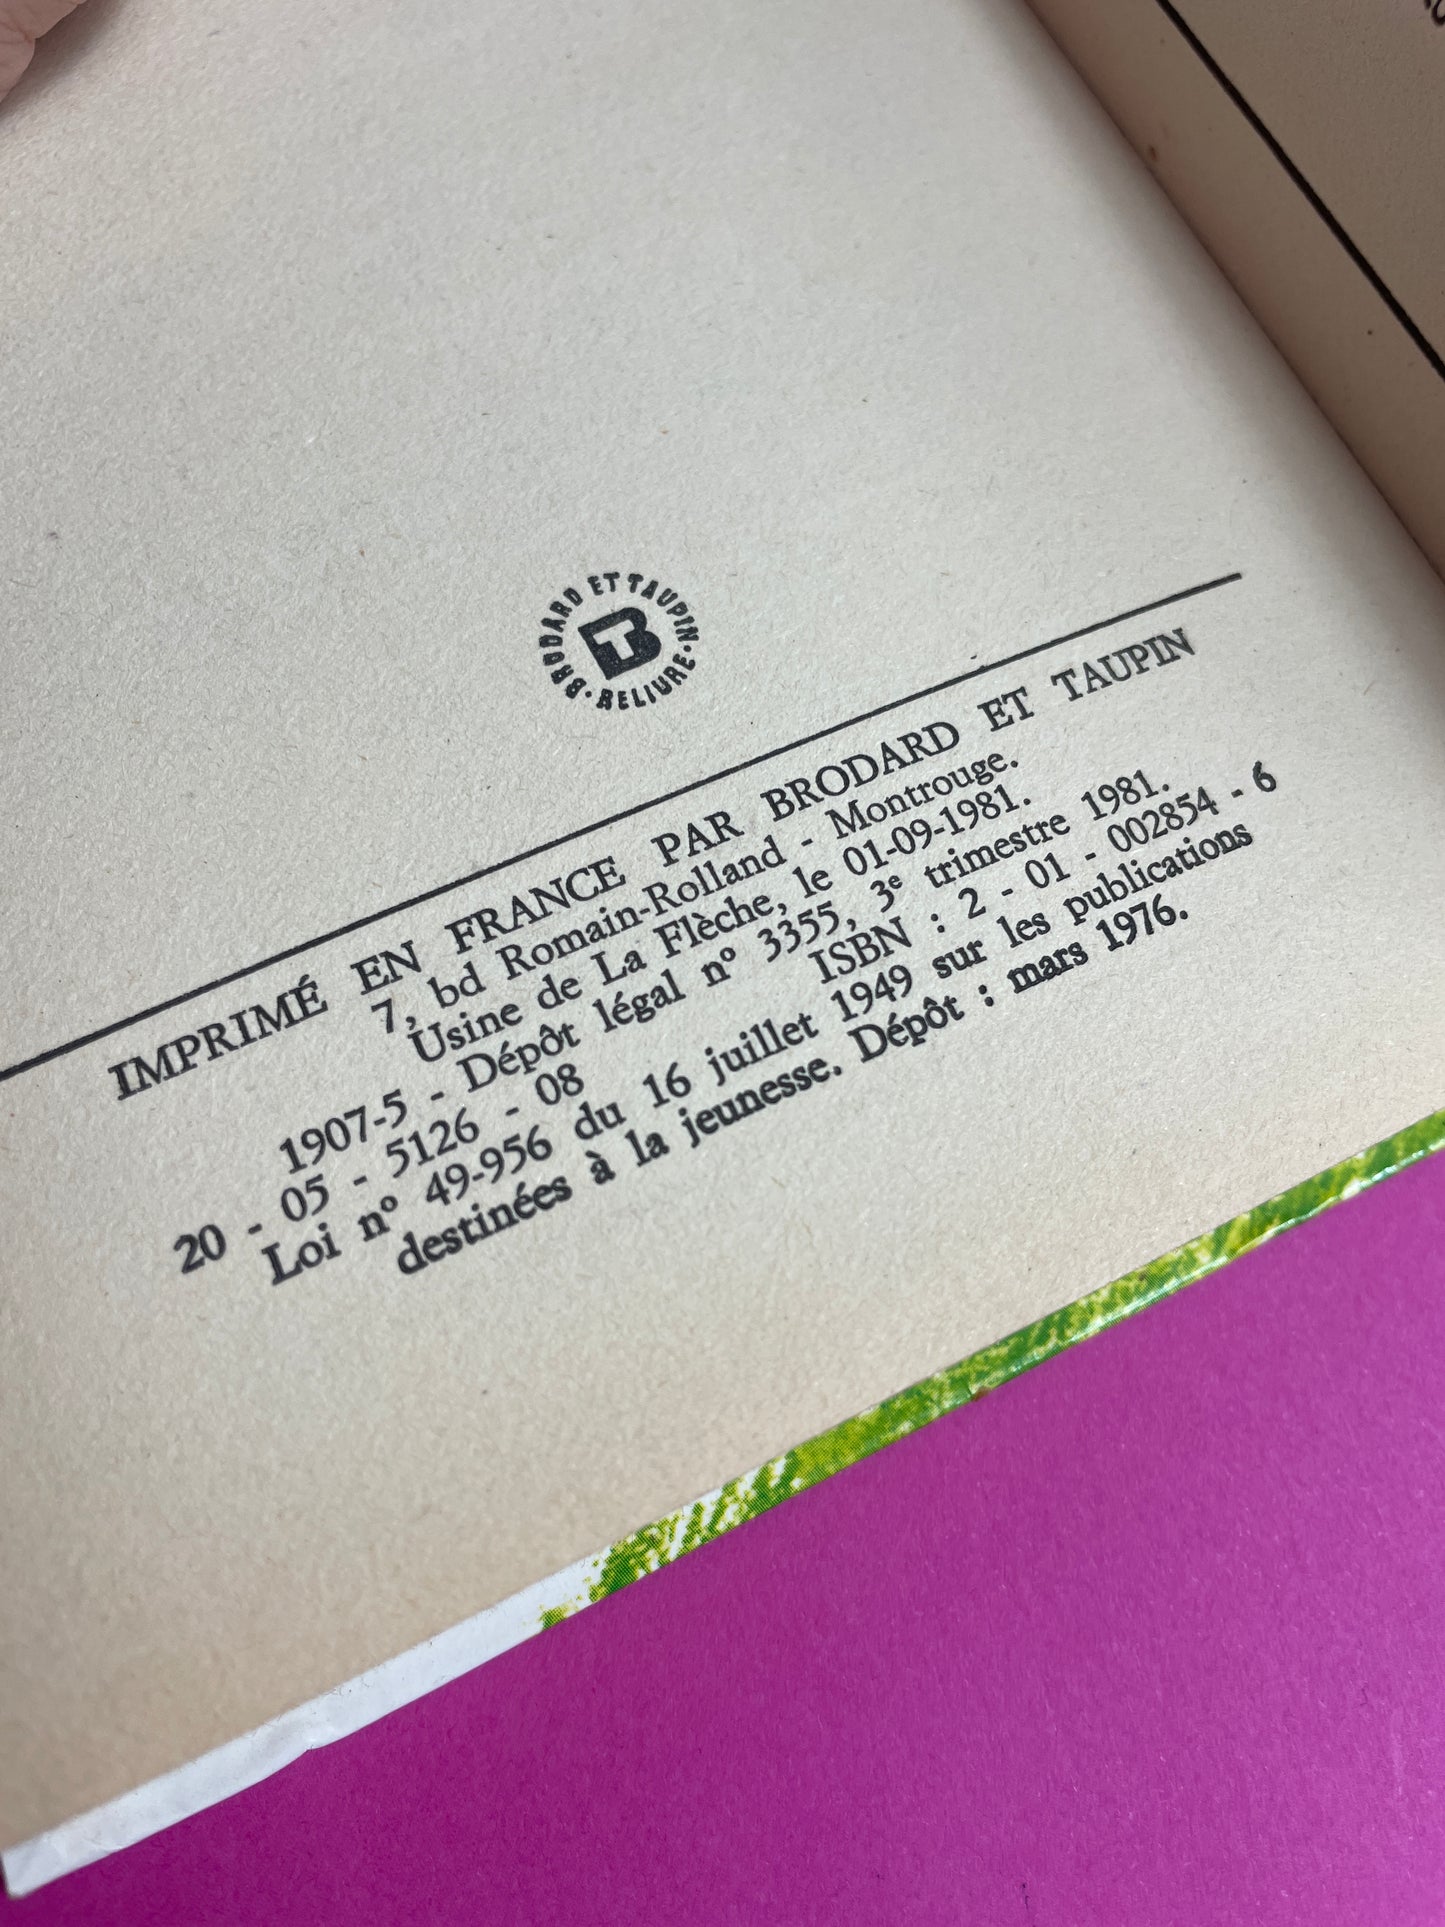 BRODARD ET TAUPIN
RELIURE
IMPRIMÉ EN FRANCE PAR BRODARD ET TAUPIN
7, bd Romain-Rolland - Montrouge.
Usine de La Flèche, le 01-09-1981.
1907-5 - Dépôt légal nº 3355, 3e trimestre 1981.
20 - 05 - 5126 - 08 ISBN : 2 - 01 - 002854 - 6
Loi nº 49-956 du 16 juillet 1949 sur les publications
destinées à la jeunesse. Dépôt : mars 1976.